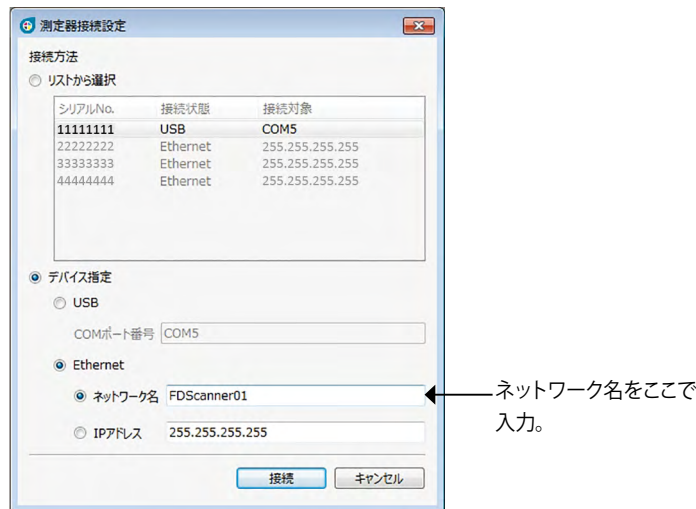 測定器接続設定
接続方法
リストから選択
シリアルNo. 接続状態 接続対象
11111111 USB COM5
22222222 Ethernet 255.255.255.255
33333333 Ethernet 255.255.255.255
44444444 Ethernet 255.255.255.255
デバイス指定
USB
COMポート番号 COM5
Ethernet
ネットワーク名 FDScanner01
ネットワーク名をここで
入力。
IPアドレス 255.255.255.255
接続 キャンセル